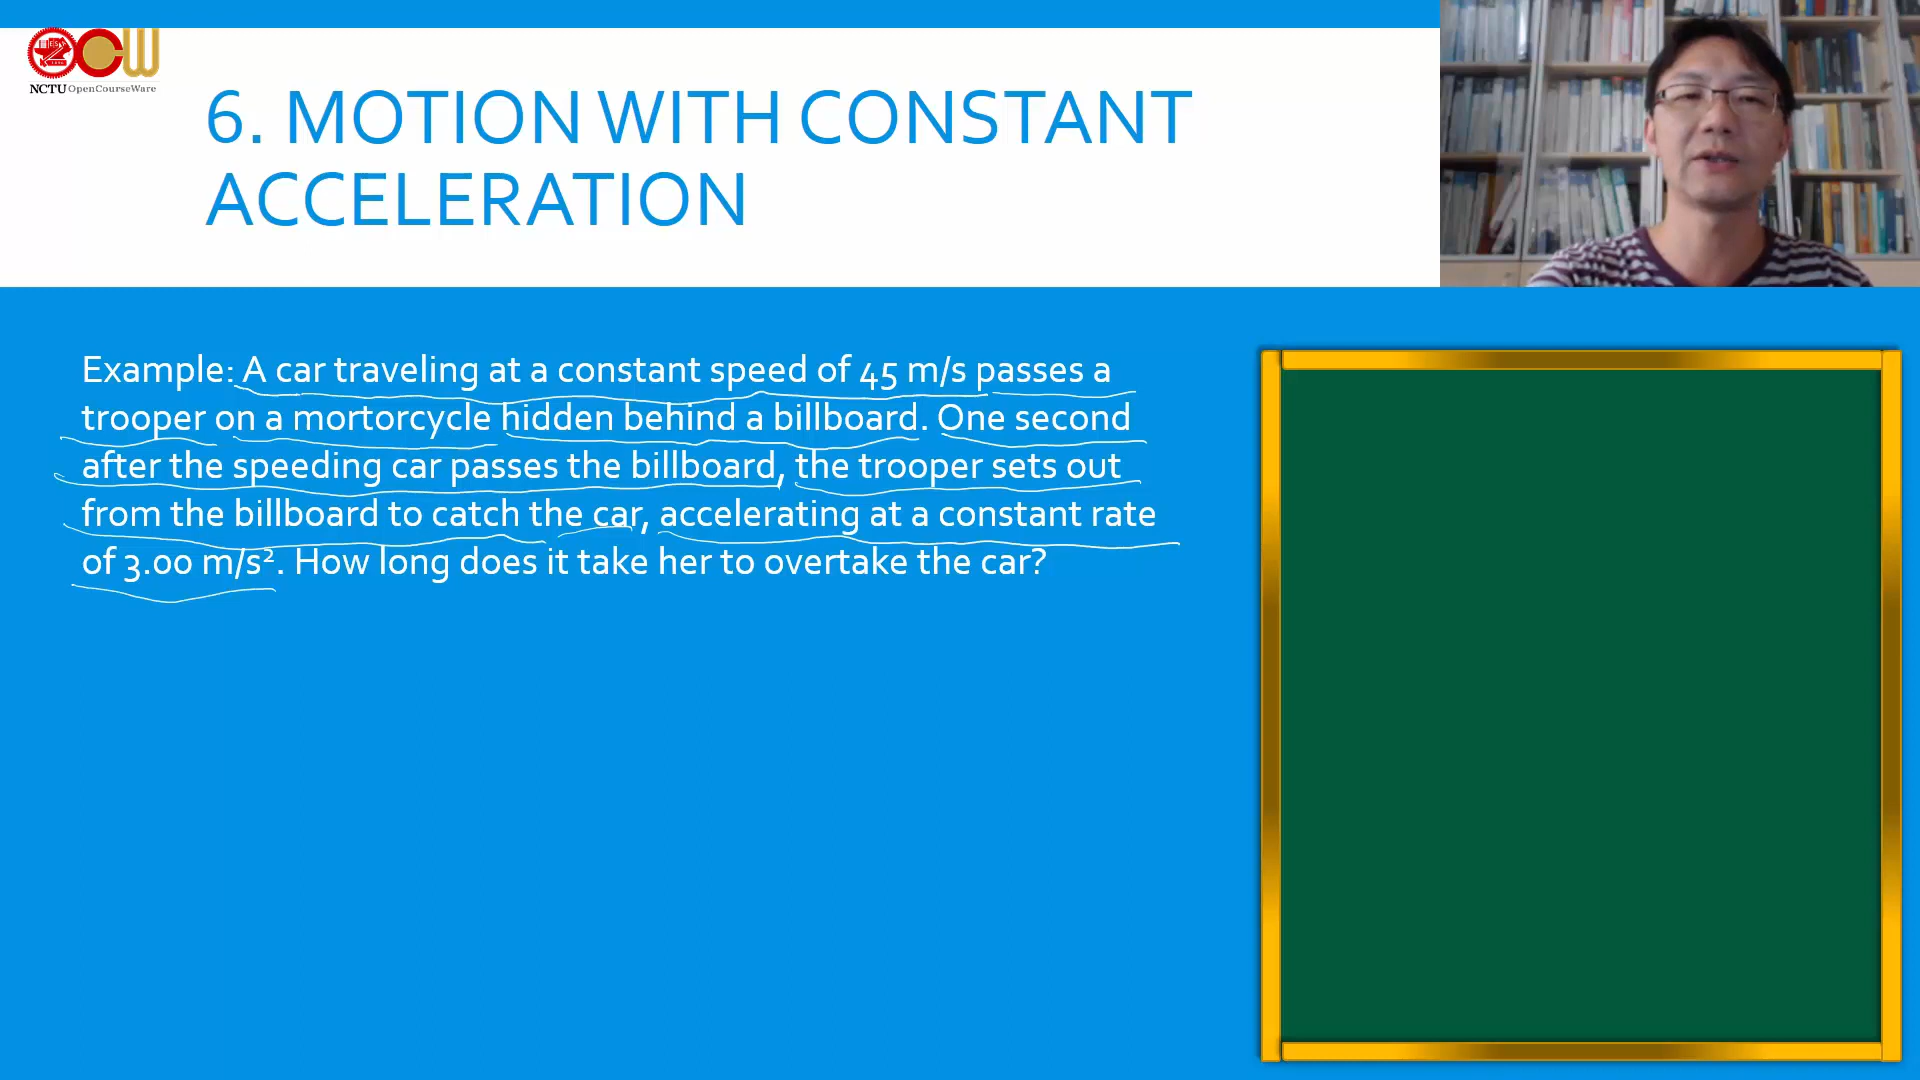 NCTU OpenCourseWare
6. MOTION WITH CONSTANT
ACCELERATION
Example: A car traveling at a constant speed of 45 m/s passes a
trooper on a mortorcycle hidden behind a billboard. One second
after the speeding car passes the billboard, the trooper sets out
from the billboard to catch the car, accelerating at a constant rate
of 3.00 m/s². How long does it take her to overtake the car?